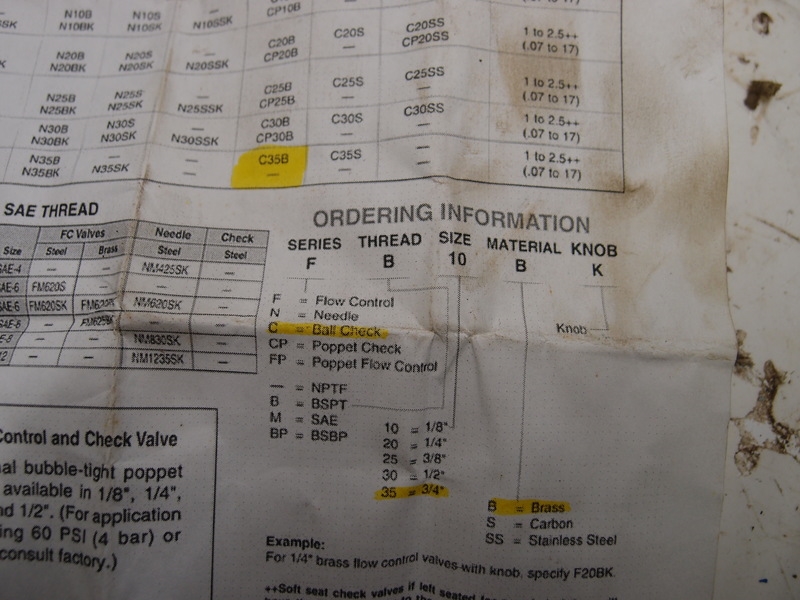 CP10B
N10B N10S
N10BK N10SK N10SSK
C20B C20S C20SS 1 to 2.5++
CP20B — CP20SS (.07 to 17)
N20B N20S
N20BK N20SK N20SSK
C25B C25S C25SS 1 to 2.5++
CP25B — — (.07 to 17)
N25B N25S —
N25BK N25SK N25SSK
C30B C30S C30SS 1 to 2.5++
CP30B — — (.07 to 17)
N30B N30S —
N30BK N30SK N30SSK
C35B C35S — 1 to 2.5++
— — (.07 to 17)
N35B —
N35BK N35SK
SAE THREAD
FC Valves Needle Check
Size Steel Brass Steel Steel
SAE-4 — — NM425SK —
SAE-6 FM620S
SAE-6 FM620SK NM620SK —
SAE-8 — —
— — NM830SK —
— — NM1235SK —
ORDERING INFORMATION
SERIES THREAD SIZE MATERIAL KNOB
F B 10 B K
F = Flow Control
N = Needle
C = Ball Check
CP = Poppet Check
FP = Poppet Flow Control
Knob
— = NPTF
B = BSPT
M = SAE
BP = BSBP
10 = 1/8"
20 = 1/4"
25 = 3/8"
30 = 1/2"
35 = 3/4"
B = Brass
S = Carbon
SS = Stainless Steel
Control and Check Valve
bubble-tight poppet
available in 1/8", 1/4",
1/2". (For application
60 PSI (4 bar) or
consult factory.)
Example:
For 1/4" brass flow control valves with knob, specify F20BK
++Soft seat check valves if left seated